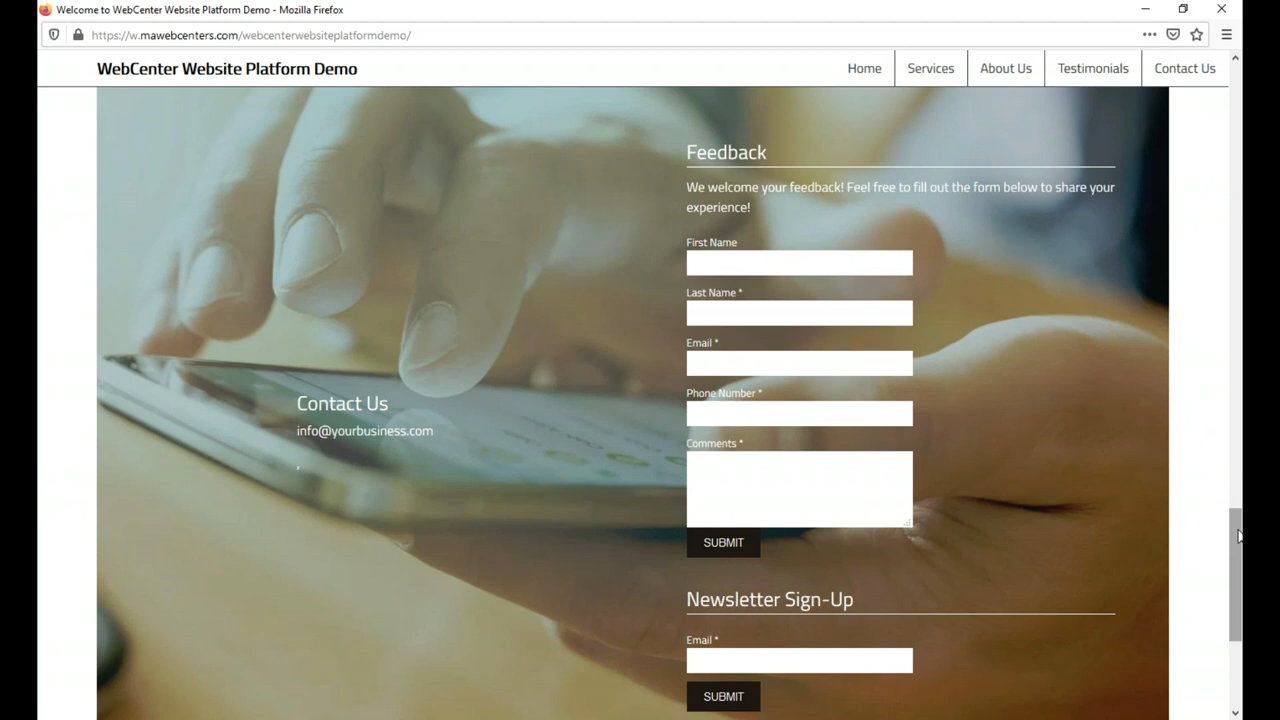 Welcome to WebCenter Website Platform Demo - Mozilla Firefox
https://w.mawebcenters.com/webcenterwebsiteplatformdemo/
WebCenter Website Platform Demo
Home
Services
About Us
Testimonials
Contact Us
Feedback
We welcome your feedback! Feel free to fill out the form below to share your
experience!
First Name
Last Name *
Email *
Phone Number *
Contact Us
info@yourbusiness.com
,
Comments *
SUBMIT
Newsletter Sign-Up
Email *
SUBMIT